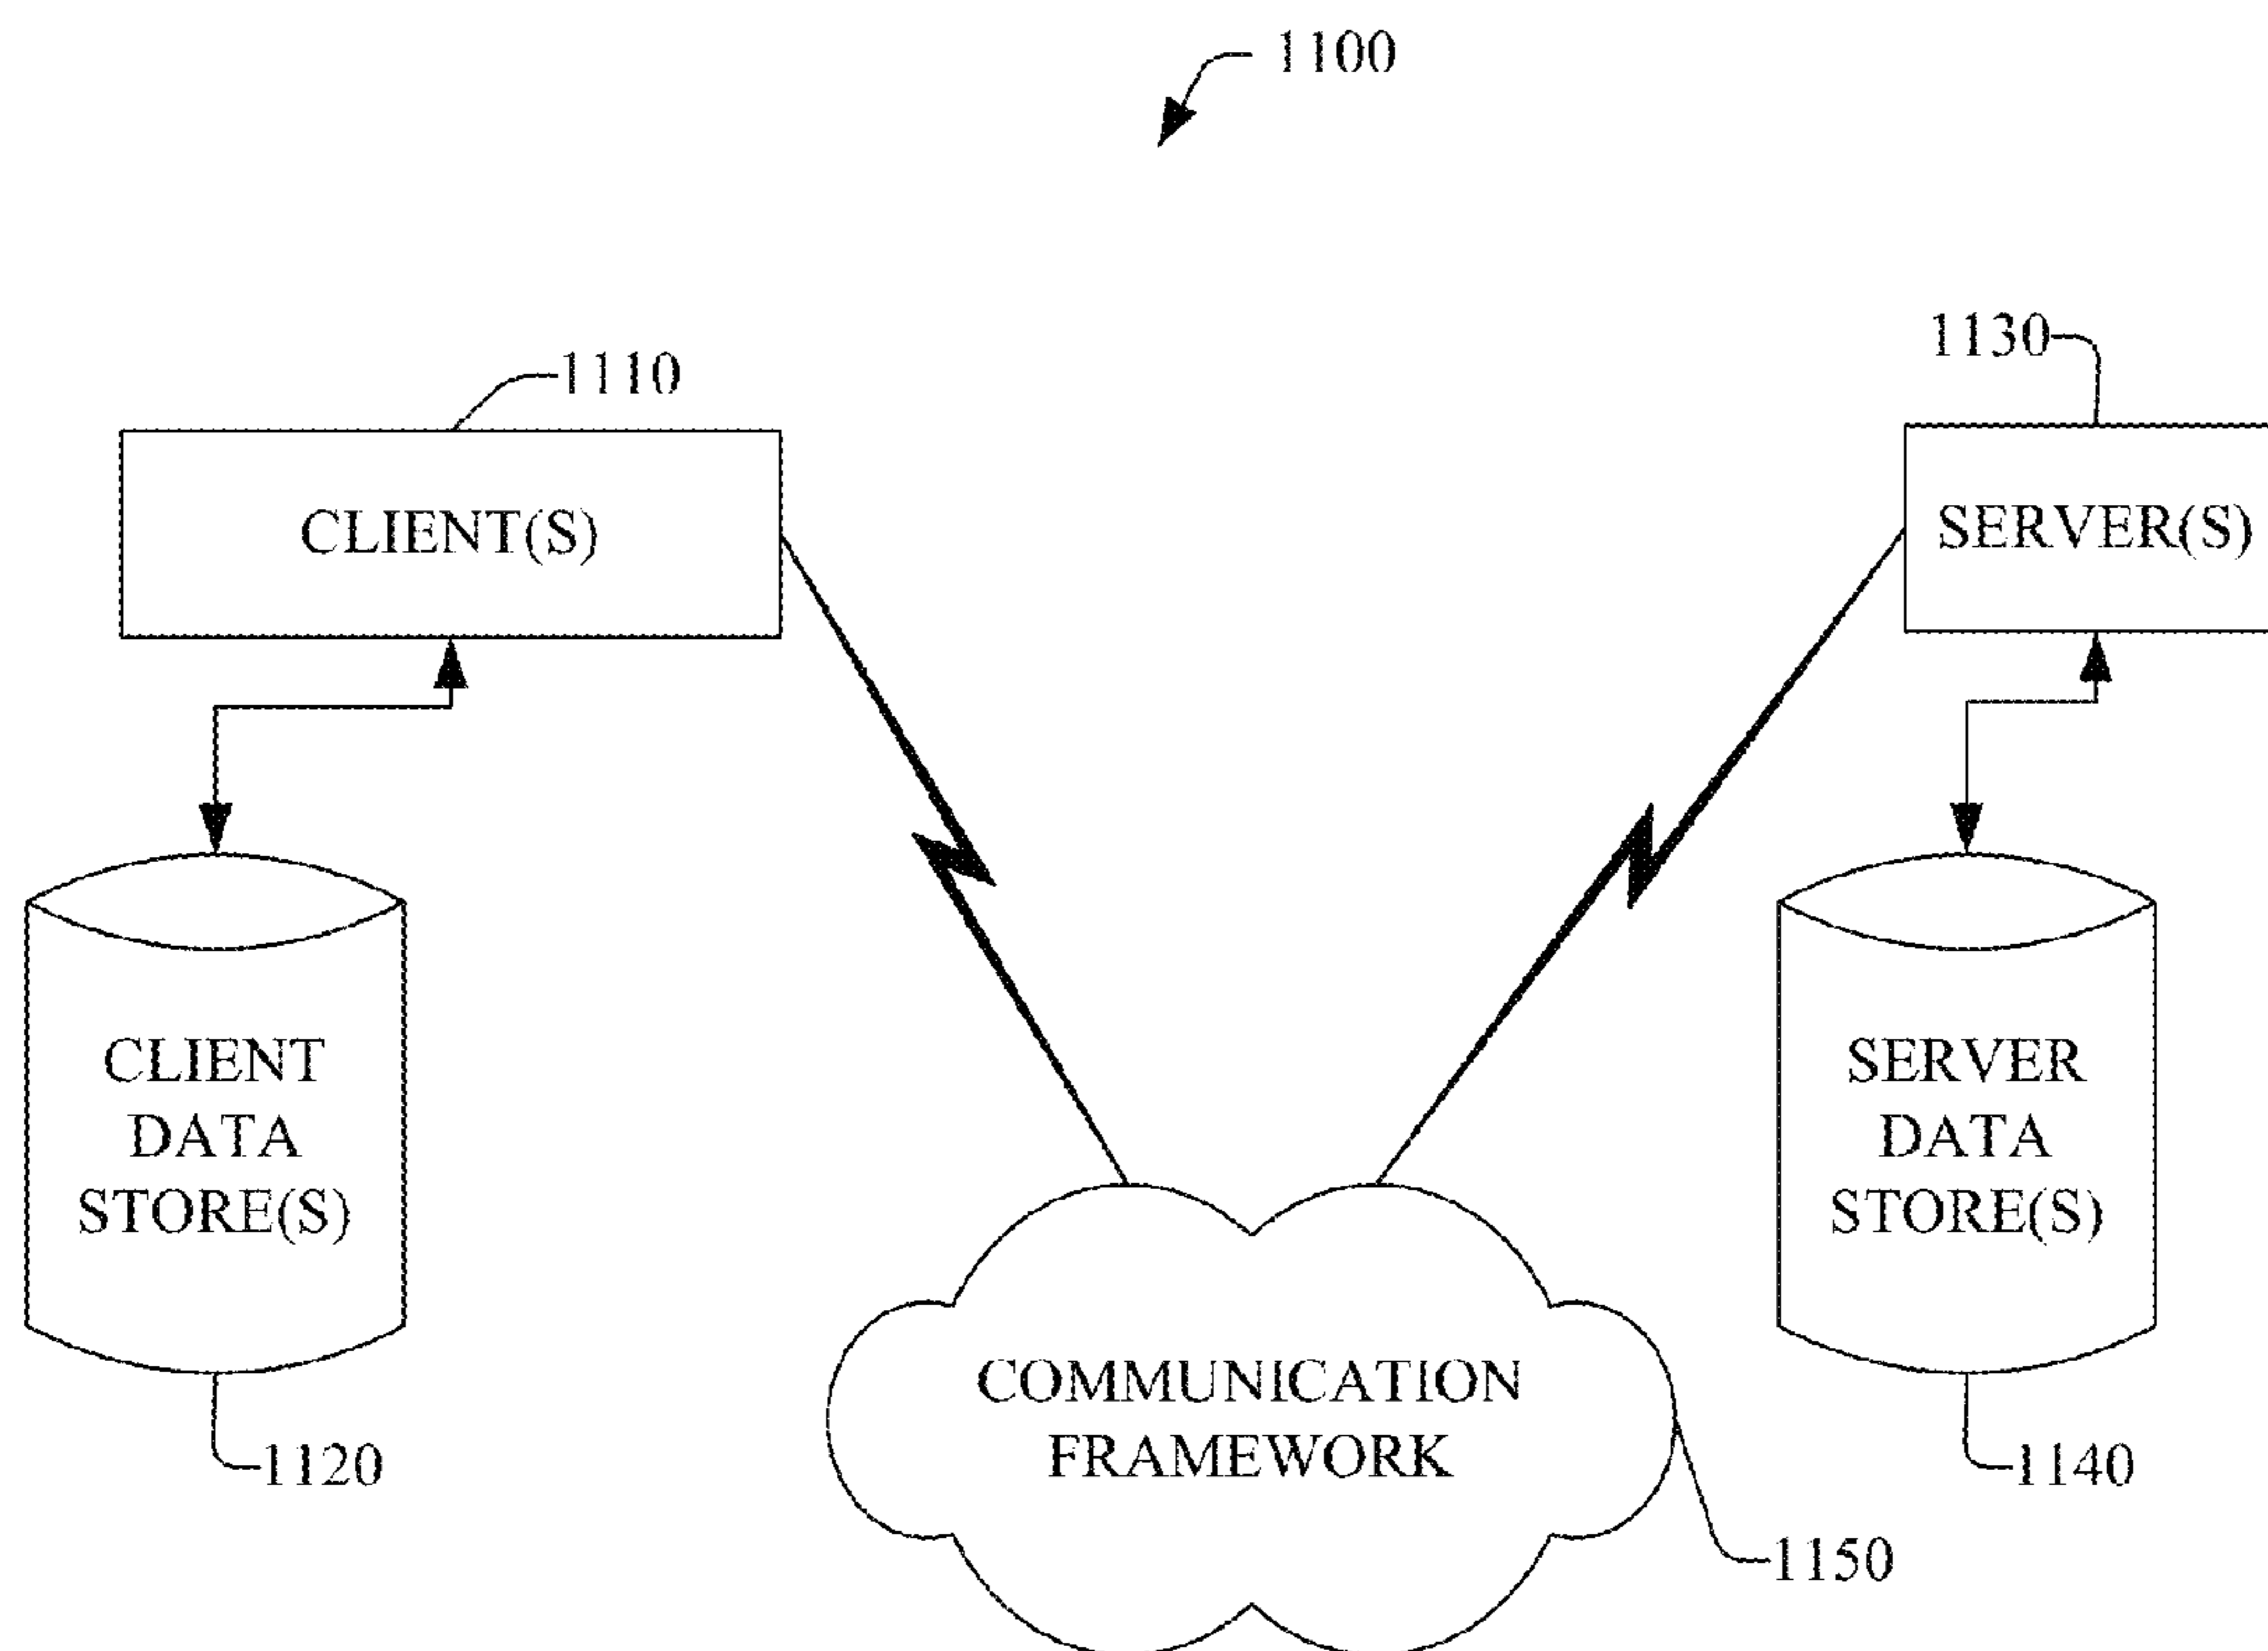 1100
1110
1130
CLIENT(S)
SERVER(S)
CLIENT
DATA
STORE(S)
SERVER
DATA
STORE(S)
COMMUNICATION
FRAMEWORK
1120
1140
1150